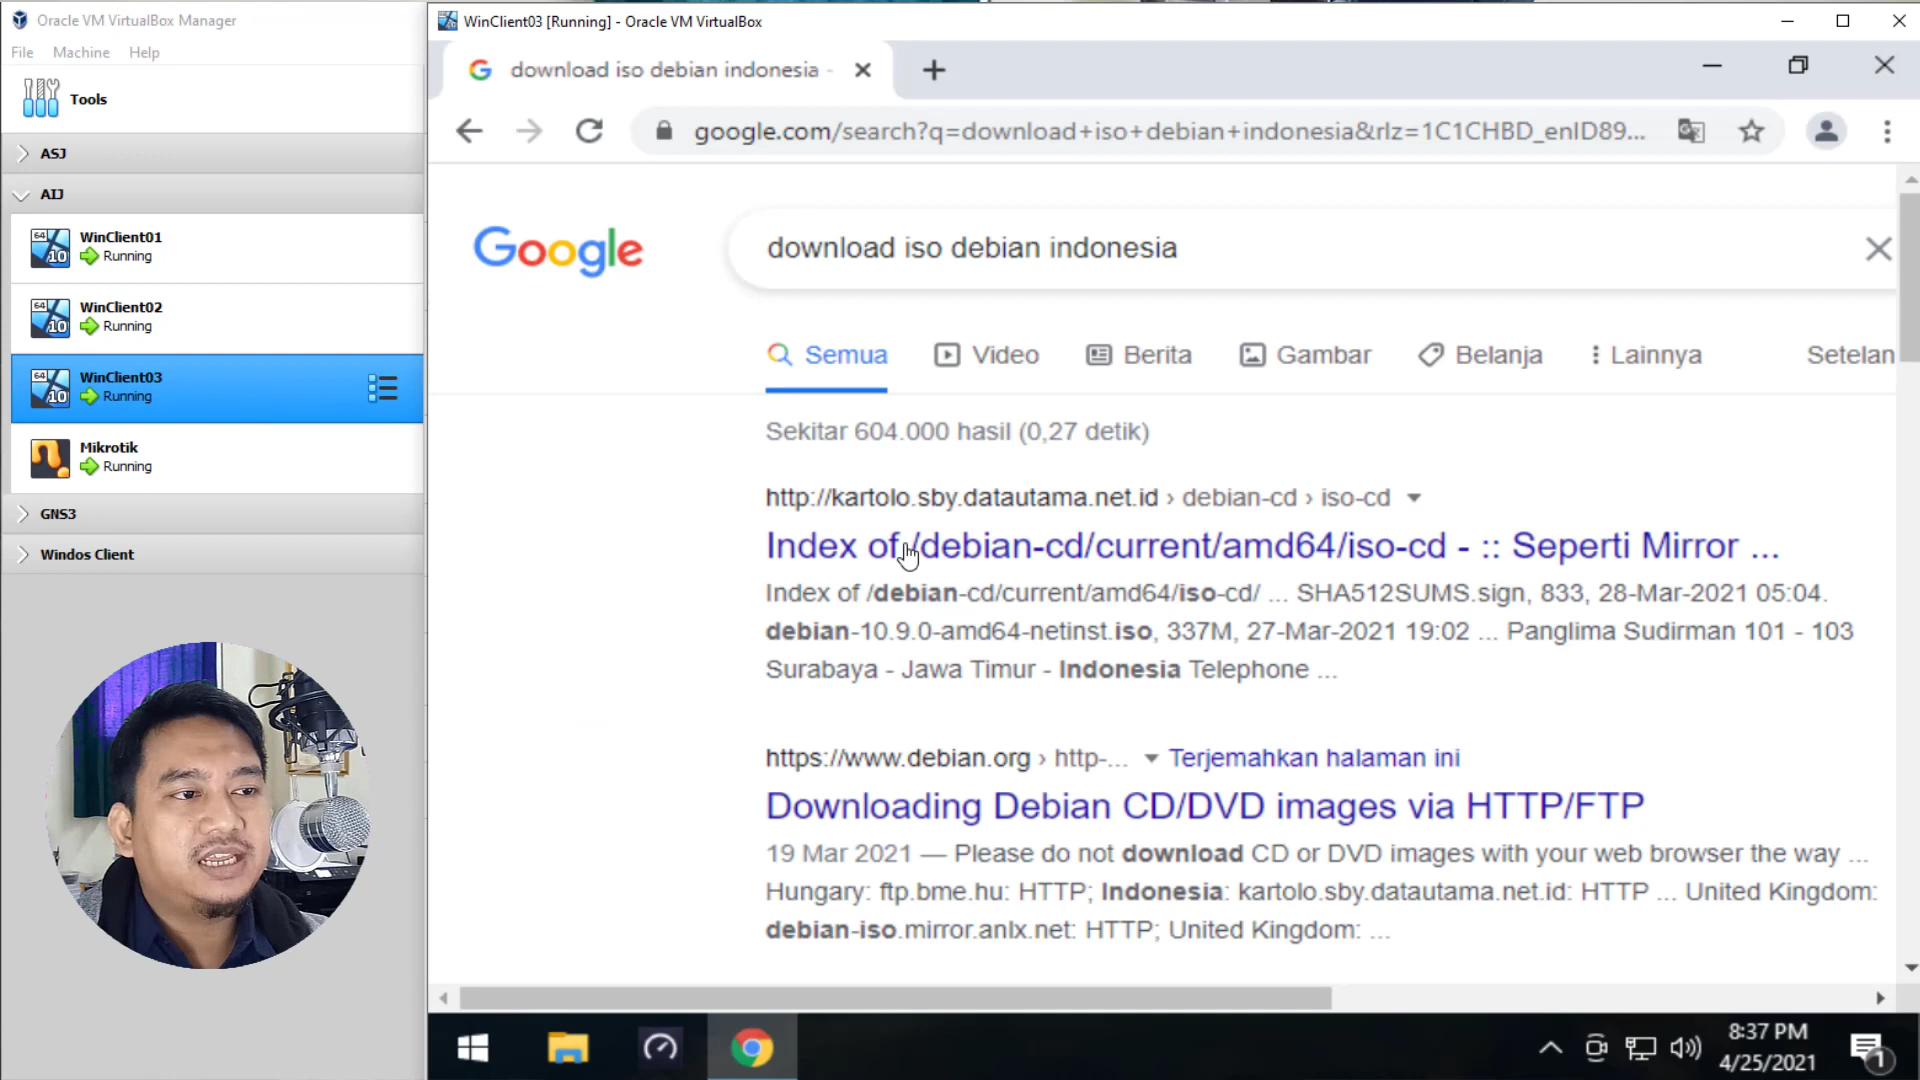 Oracle VM VirtualBox Manager
File Machine Help
Tools
ASJ
AIJ
64
10
WinClient01
Running
64
10
WinClient02
Running
64
10
WinClient03
Running
Mikrotik
Running
GNS3
Windos Client
WinClient03 [Running] - Oracle VM VirtualBox
download iso debian indonesia -
google.com/search?q=download+iso+debian+indonesia&rlz=1C1CHBD_enID89...
Google
download iso debian indonesia
Semua Video Berita Gambar Belanja Lainnya Setelan
Sekitar 604.000 hasil (0,27 detik)
http://kartolo.sby.datautama.net.id › debian-cd › iso-cd
Index of /debian-cd/current/amd64/iso-cd - :: Seperti Mirror ...
Index of /debian-cd/current/amd64/iso-cd/ ... SHA512SUMS.sign, 833, 28-Mar-2021 05:04.
debian-10.9.0-amd64-netinst.iso, 337M, 27-Mar-2021 19:02 ... Panglima Sudirman 101 - 103
Surabaya - Jawa Timur - Indonesia Telephone ...
https://www.debian.org › http-... Terjemahkan halaman ini
Downloading Debian CD/DVD images via HTTP/FTP
19 Mar 2021 — Please do not download CD or DVD images with your web browser the way ...
Hungary: ftp.bme.hu: HTTP; Indonesia: kartolo.sby.datautama.net.id: HTTP ... United Kingdom:
debian-iso.mirror.anlx.net: HTTP; United Kingdom: ...
8:37 PM
4/25/2021
1